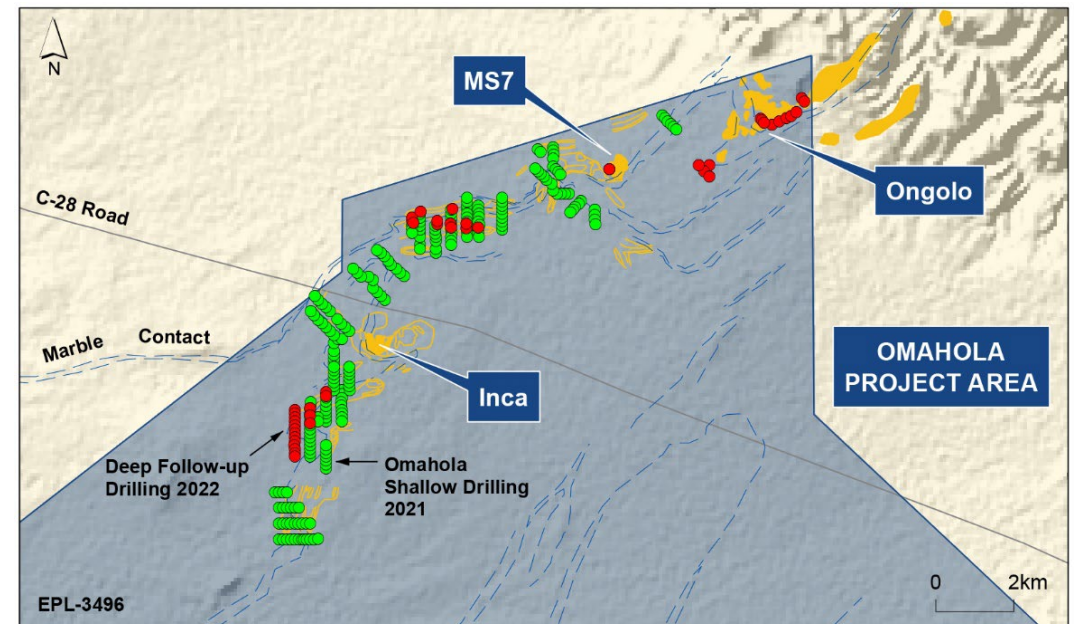 N
MS7
Ongolo
C-28 Road
Marble Contact
OMAHOLA
PROJECT AREA
Inca
Deep Follow-up
Drilling 2022
Omahola
Shallow Drilling
2021
0 2km
EPL-3496